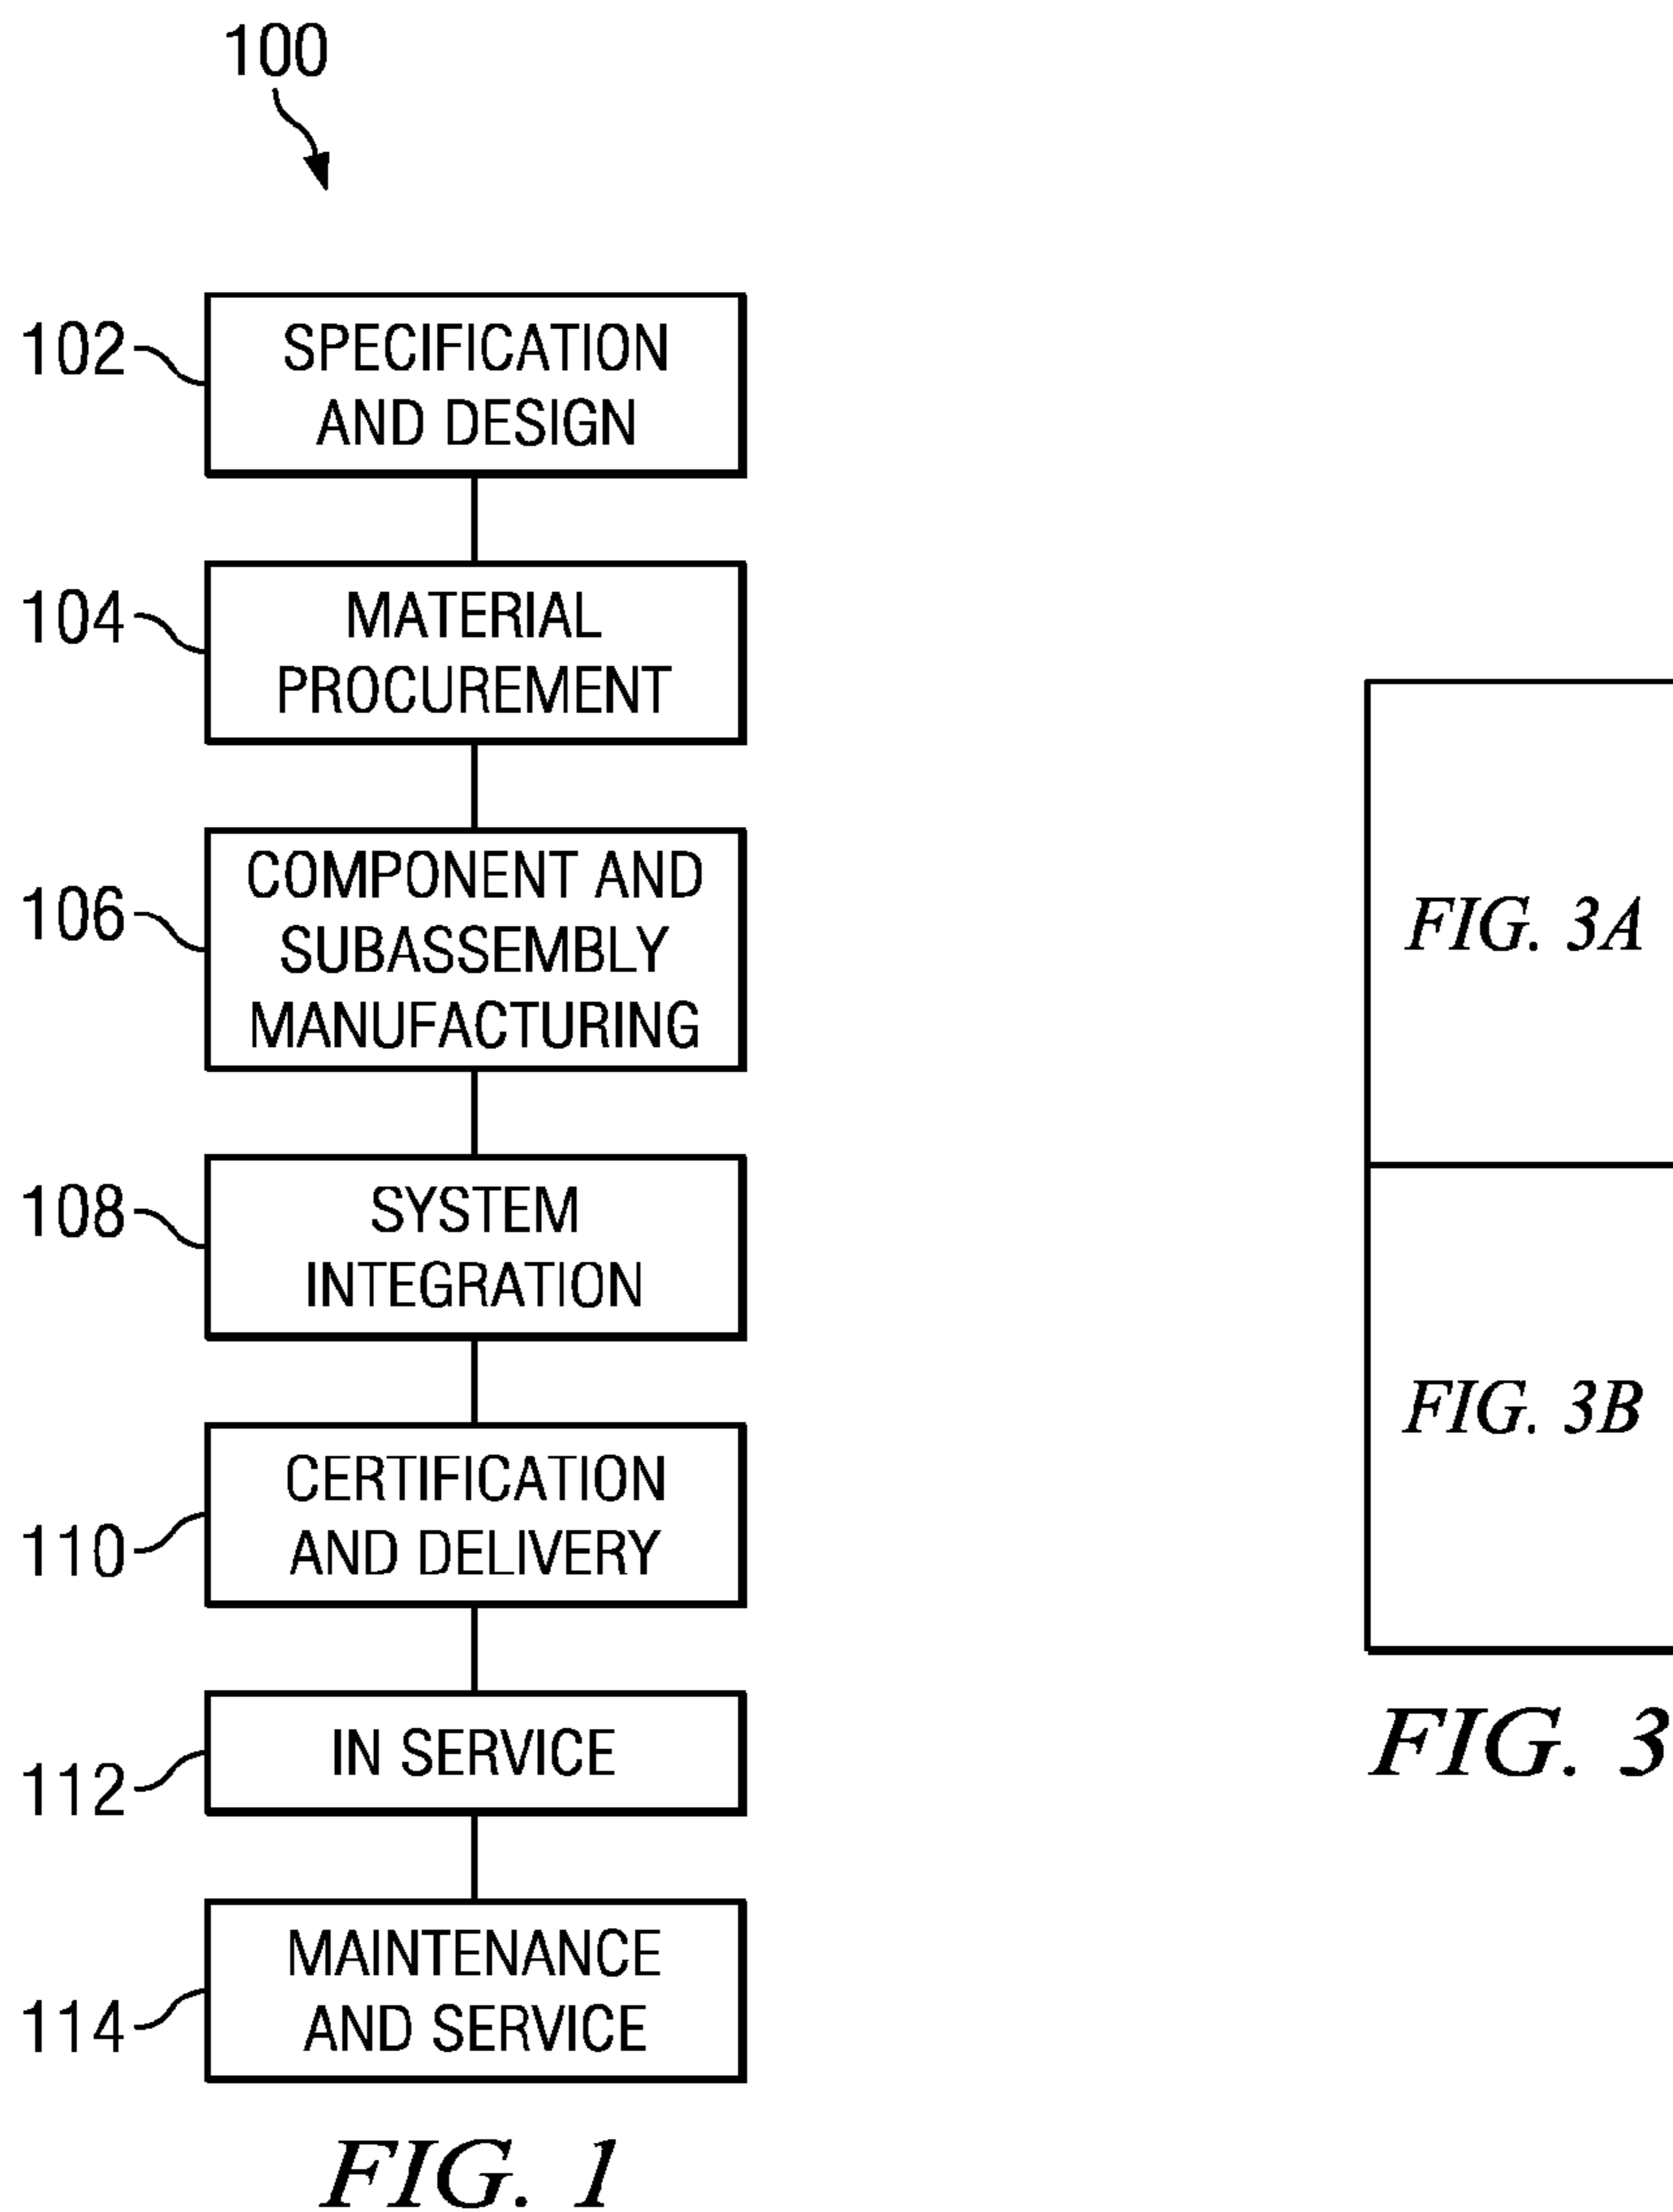 100
102
SPECIFICATION
AND DESIGN
104
MATERIAL
PROCUREMENT
106
COMPONENT AND
SUBASSEMBLY
MANUFACTURING
108
SYSTEM
INTEGRATION
110
CERTIFICATION
AND DELIVERY
112
IN SERVICE
114
MAINTENANCE
AND SERVICE
FIG. 1
FIG. 3A
FIG. 3B
FIG. 3